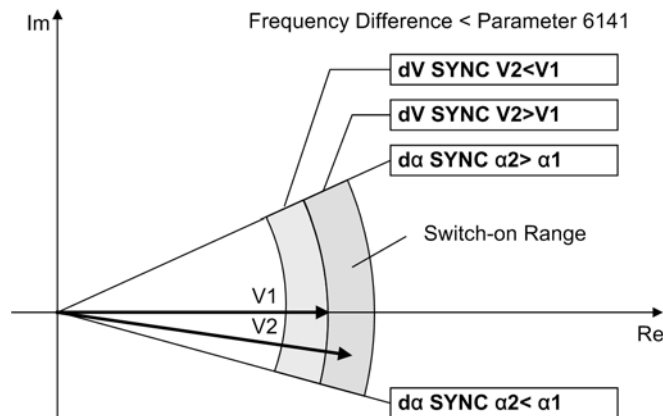 Im
Frequency Difference < Parameter 6141
dV SYNC V2<V1
dV SYNC V2>V1
dα SYNC α2> α1
Switch-on Range
V1
V2
Re
dα SYNC α2< α1